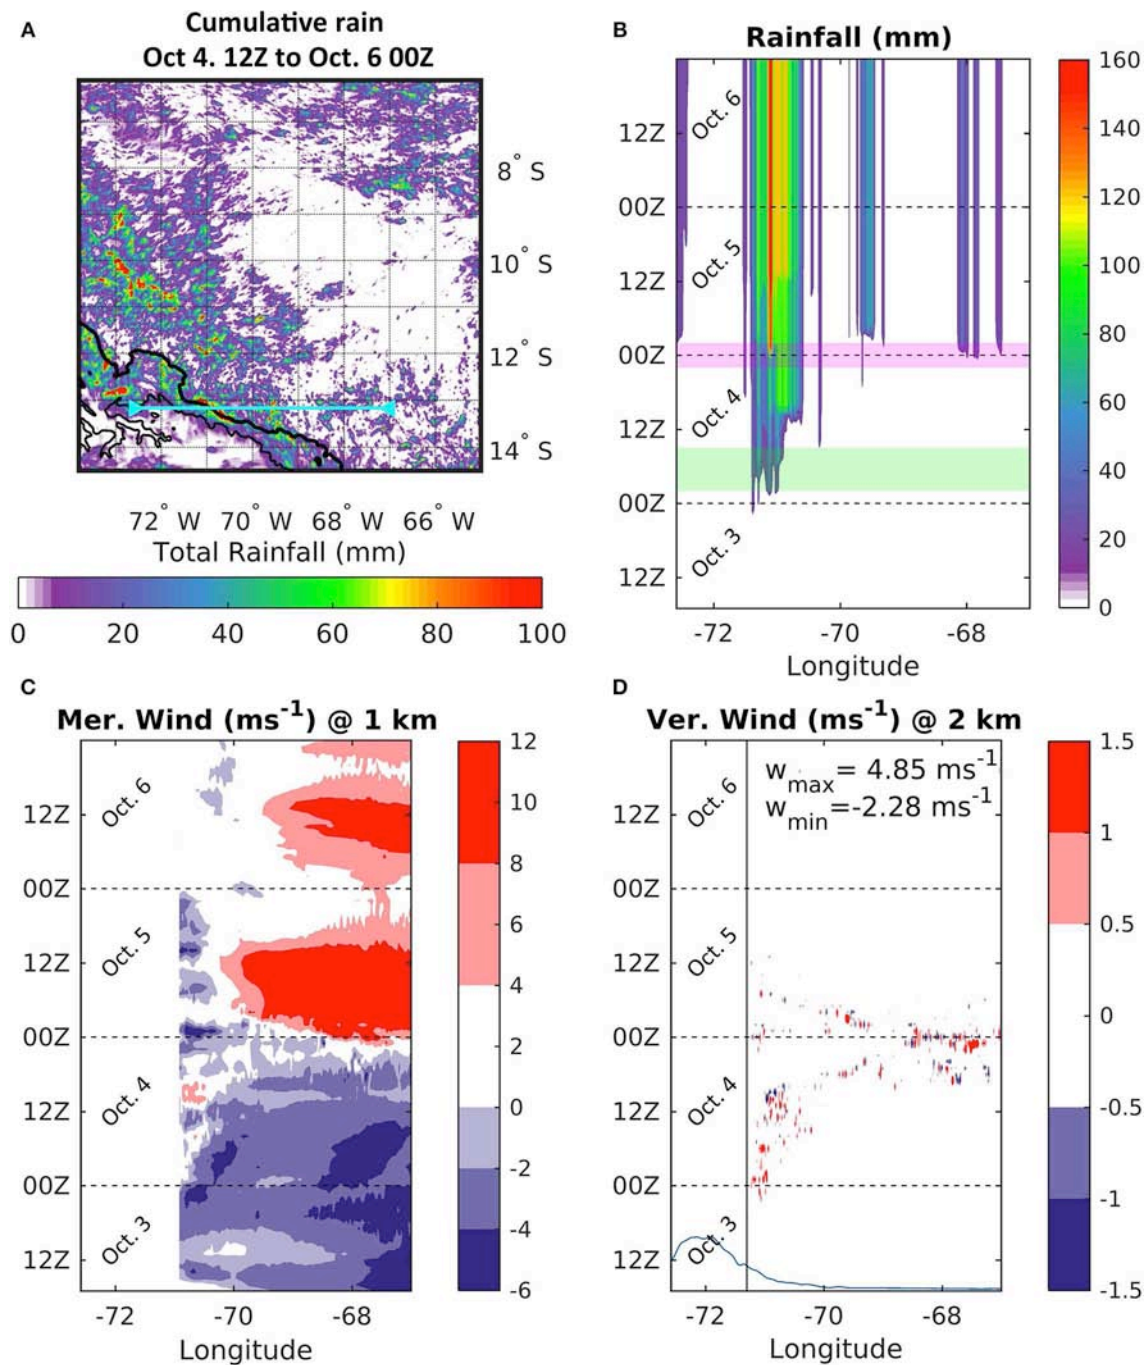 A
Cumulative rain
Oct 4. 12Z to Oct. 6 00Z
8° S
10° S
12° S
14° S
72° W 70° W 68° W 66° W
Total Rainfall (mm)
0 20 40 60 80 100
B
Rainfall (mm)
Oct. 6
12Z
00Z
Oct. 5
12Z
00Z
Oct. 4
12Z
00Z
Oct. 3
12Z
-72 -70 -68
Longitude
160
140
120
100
80
60
40
20
0
C
Mer. Wind (ms⁻¹) @ 1 km
Oct. 6
12Z
00Z
Oct. 5
12Z
00Z
Oct. 4
12Z
00Z
Oct. 3
12Z
-72 -70 -68
Longitude
12
10
8
6
4
2
0
-2
-4
-6
D
Ver. Wind (ms⁻¹) @ 2 km
w_max= 4.85 ms⁻¹
w_min=-2.28 ms⁻¹
Oct. 6
12Z
00Z
Oct. 5
12Z
00Z
Oct. 4
12Z
00Z
Oct. 3
12Z
-72 -70 -68
Longitude
1.5
1
0.5
0
-0.5
-1
-1.5